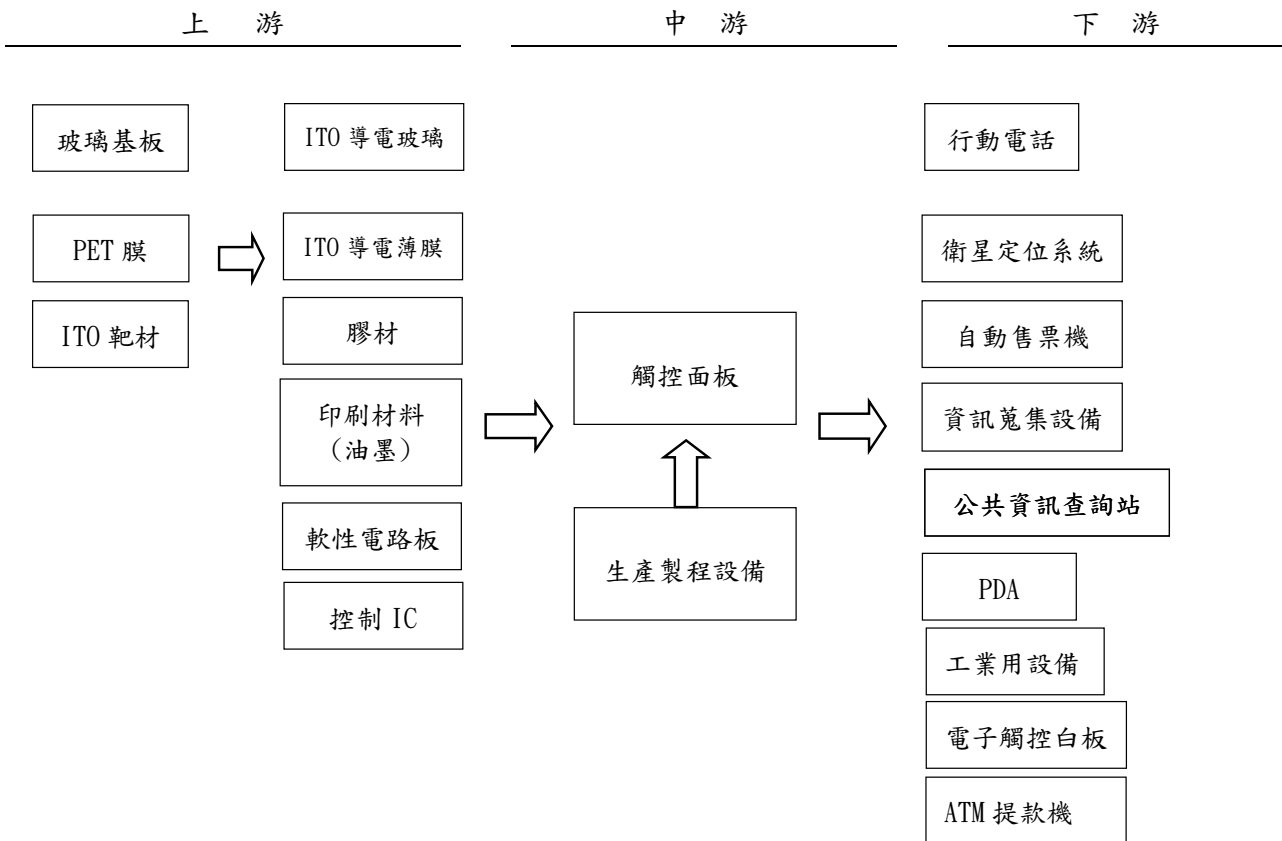 上 游
中 游
下 游
玻璃基板
PET 膜
ITO 靶材
ITO 導電玻璃
ITO 導電薄膜
膠材
印刷材料
(油墨)
軟性電路板
控制 IC
觸控面板
生產製程設備
行動電話
衛星定位系統
自動售票機
資訊蒐集設備
公共資訊查詢站
PDA
工業用設備
電子觸控白板
ATM 提款機